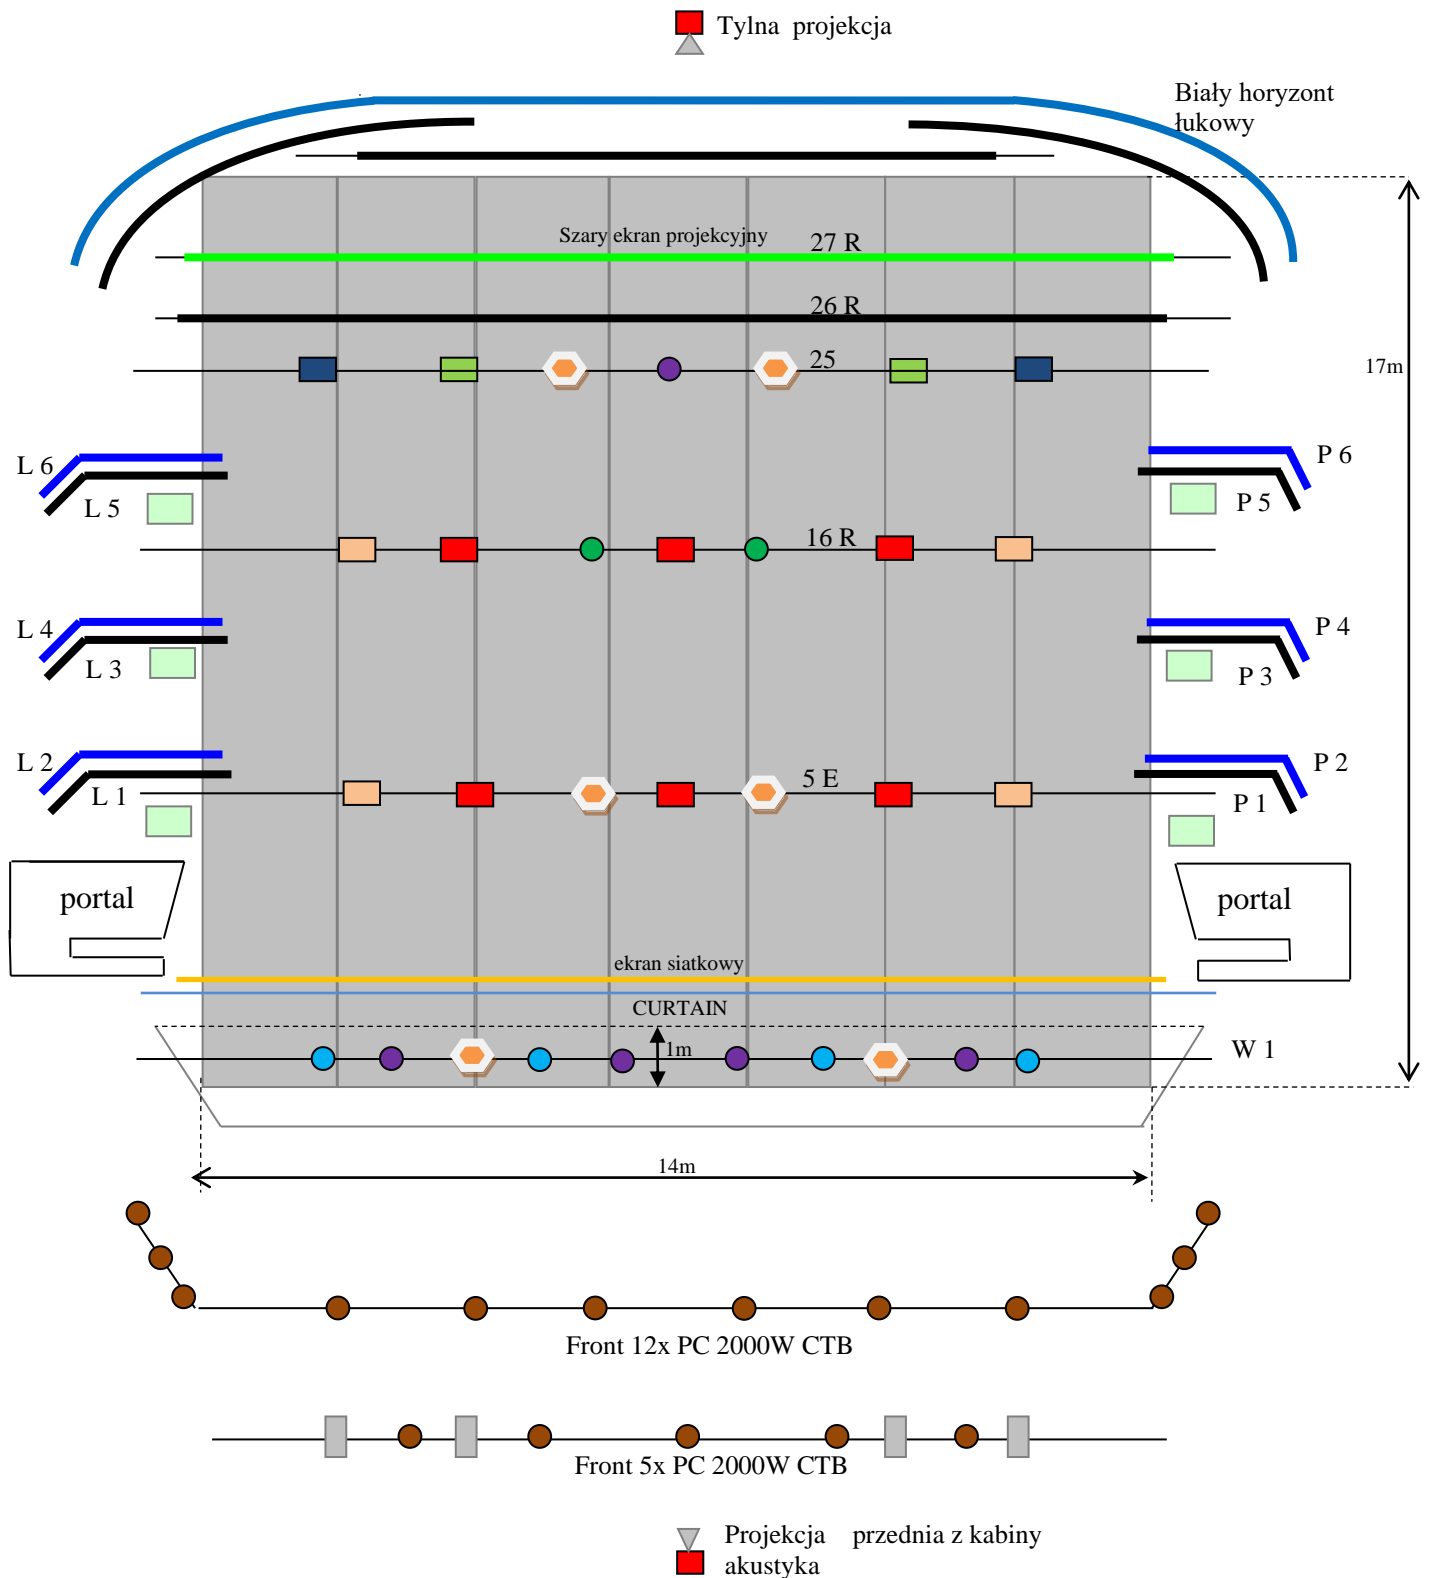 Tylna projekcja
Biały horyzont
łukowy
Szary ekran projekcyjny
27 R
26 R
25
17m
L 6
P 6
L 5
P 5
16 R
L 4
P 4
L 3
P 3
L 2
5 E
P 2
L 1
P 1
portal
portal
ekran siatkowy
CURTAIN
1m
W 1
14m
Front 12x PC 2000W CTB
Front 5x PC 2000W CTB
Projekcja przednia z kabiny
akustyka